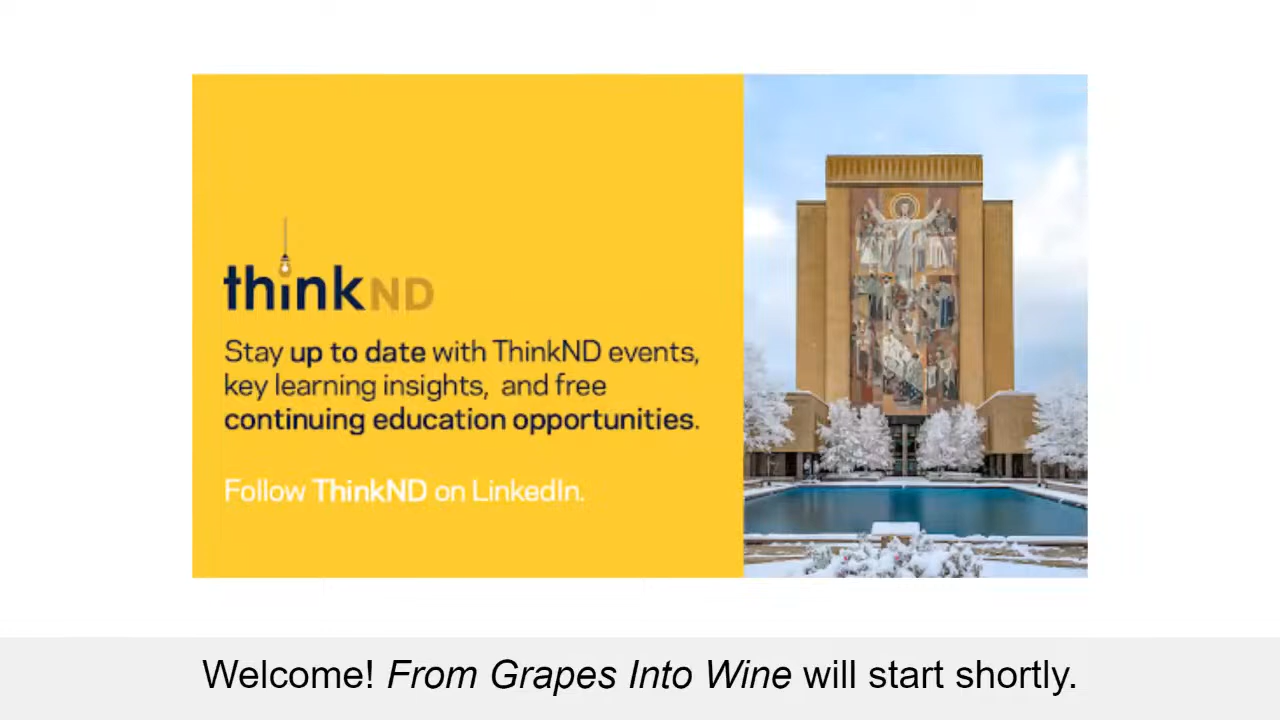 thinkND
Stay up to date with ThinkND events,
key learning insights, and free
continuing education opportunities.
Follow ThinkND on LinkedIn.
Welcome! From Grapes Into Wine will start shortly.